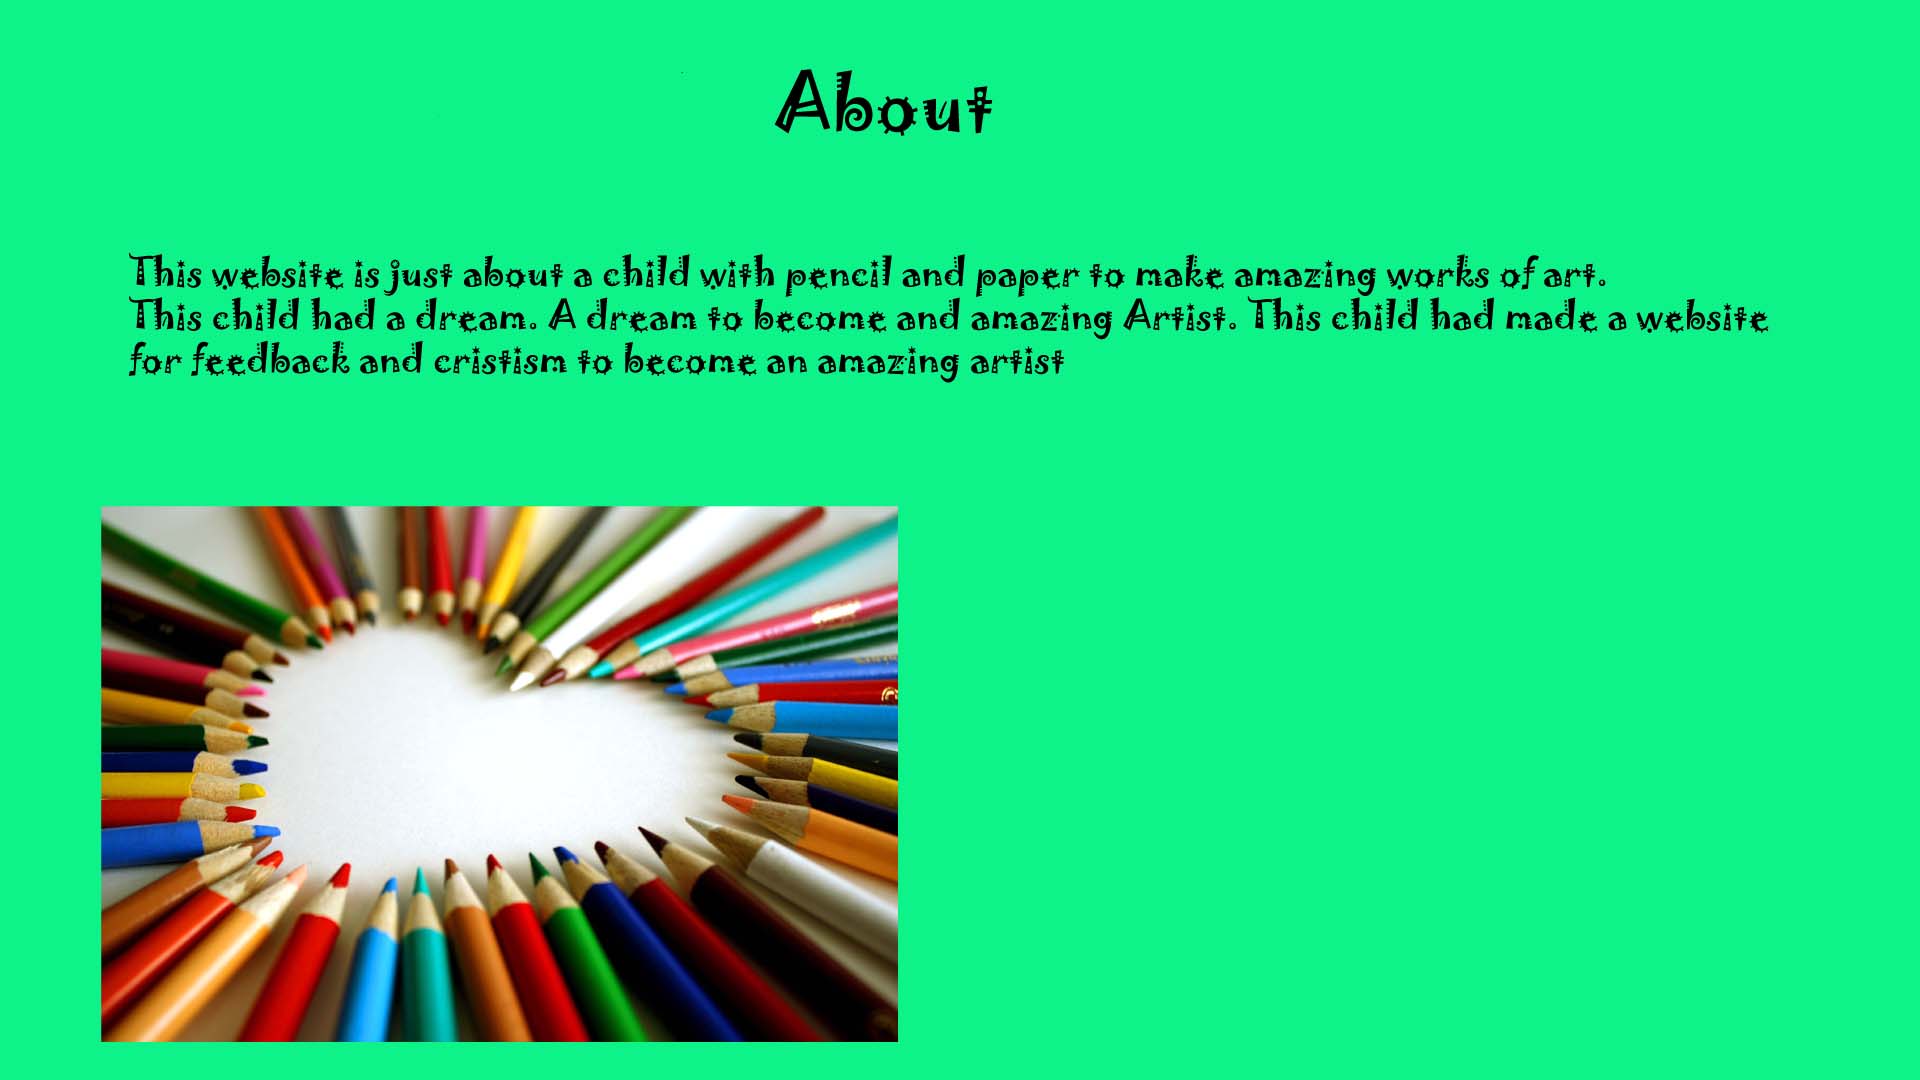 About
This website is just about a child with pencil and paper to make amazing works of art.
This child had a dream. A dream to become and amazing Artist. This child had made a website
for feedback and cristism to become an amazing artist